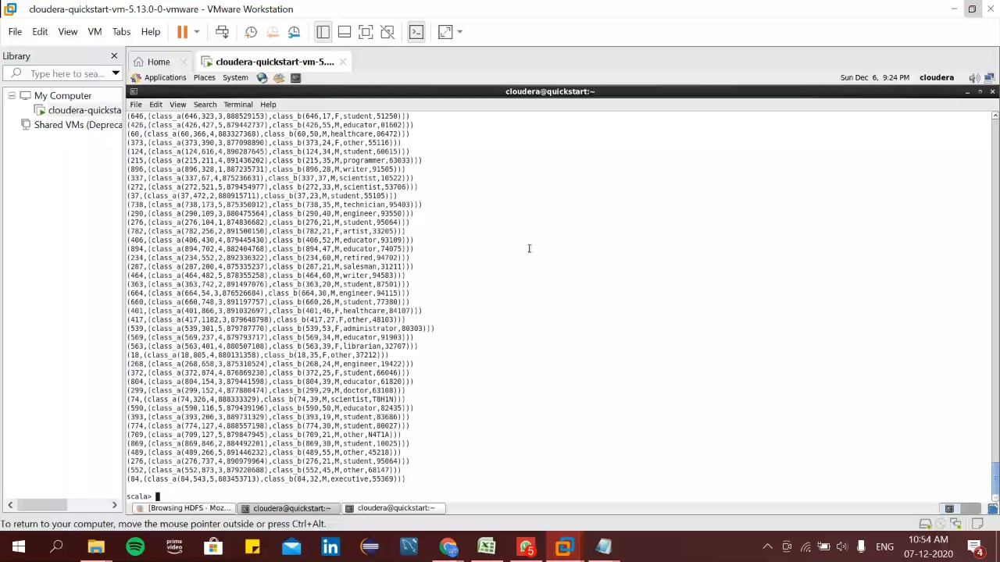 cloudera-quickstart-vm-5.13.0-0-vmware - VMware Workstation
File Edit View VM Tabs Help
Library
Type here to sea...
My Computer
cloudera-quicksta
Shared VMs (Depreca
Home
cloudera-quickstart-vm-5....
Applications Places System
Sun Dec 6, 9:24 PM cloudera
cloudera@quickstart:~
File Edit View Search Terminal Help
(646,(class_a(646,323,3,888529153),class_b(646,17,F,student,51250)))
(426,(class_a(426,427,5,879442737),class_b(426,55,M,educator,01602)))
(60,(class_a(60,366,4,883327368),class_b(60,50,M,healthcare,06472)))
(373,(class_a(373,390,3,877098890),class_b(373,24,F,other,55116)))
(124,(class_a(124,616,4,890287645),class_b(124,34,M,student,60615)))
(215,(class_a(215,211,4,891436202),class_b(215,35,M,programmer,63033)))
(896,(class_a(896,328,1,887235731),class_b(896,28,M,writer,91505)))
(337,(class_a(337,67,4,875236631),class_b(337,37,M,scientist,10522)))
(272,(class_a(272,521,5,879454977),class_b(272,33,M,scientist,53706)))
(37,(class_a(37,472,2,880915711),class_b(37,23,M,student,55105)))
(738,(class_a(738,173,5,875350012),class_b(738,35,M,technician,95403)))
(290,(class_a(290,109,3,880475564),class_b(290,40,M,engineer,93550)))
(276,(class_a(276,104,1,874836682),class_b(276,21,M,student,95064)))
(782,(class_a(782,256,2,891500150),class_b(782,21,F,artist,33205)))
(406,(class_a(406,430,4,879445430),class_b(406,52,M,educator,93109)))
(894,(class_a(894,702,4,882404768),class_b(894,47,M,educator,74075)))
(234,(class_a(234,552,2,892336322),class_b(234,60,M,retired,94702)))
(287,(class_a(287,200,4,875335237),class_b(287,21,M,salesman,31211)))
(464,(class_a(464,482,5,878355258),class_b(464,60,M,writer,94583)))
(363,(class_a(363,742,2,891497076),class_b(363,20,M,student,87501)))
(664,(class_a(664,54,3,876526684),class_b(664,30,M,engineer,94115)))
(660,(class_a(660,748,3,891197757),class_b(660,26,M,student,77380)))
(401,(class_a(401,866,3,891032697),class_b(401,46,F,healthcare,84107)))
(417,(class_a(417,1182,3,879648798),class_b(417,27,F,other,48103)))
(539,(class_a(539,301,5,879787770),class_b(539,53,F,administrator,80303)))
(569,(class_a(569,237,4,879793717),class_b(569,34,M,educator,91903)))
(563,(class_a(563,401,4,880507108),class_b(563,39,F,librarian,32707)))
(18,(class_a(18,805,4,880131358),class_b(18,35,F,other,37212)))
(268,(class_a(268,658,3,875310524),class_b(268,24,M,engineer,19422)))
(372,(class_a(372,874,4,876869238),class_b(372,25,F,student,66046)))
(804,(class_a(804,154,3,879441598),class_b(804,39,M,educator,61820)))
(299,(class_a(299,152,4,877880474),class_b(299,29,M,doctor,63108)))
(74,(class_a(74,326,4,888333329),class_b(74,39,M,scientist,T8H1N)))
(590,(class_a(590,116,5,879439196),class_b(590,50,M,educator,82435)))
(393,(class_a(393,206,3,889731329),class_b(393,19,M,student,83686)))
(774,(class_a(774,127,4,888557198),class_b(774,30,M,student,80027)))
(709,(class_a(709,127,5,879847945),class_b(709,21,M,other,N4T1A)))
(869,(class_a(869,846,2,884492201),class_b(869,30,M,student,10025)))
(489,(class_a(489,266,5,891446232),class_b(489,55,M,other,45218)))
(276,(class_a(276,737,4,890979964),class_b(276,21,M,student,95064)))
(552,(class_a(552,873,3,879220688),class_b(552,45,M,other,68147)))
(84,(class_a(84,543,5,883453713),class_b(84,32,M,executive,55369)))
scala>
[Browsing HDFS - Moz... cloudera@quickstart:~ cloudera@quickstart:~
To return to your computer, move the mouse pointer outside or press Ctrl+Alt.
prime
video
5
ENG
10:54 AM
07-12-2020
4